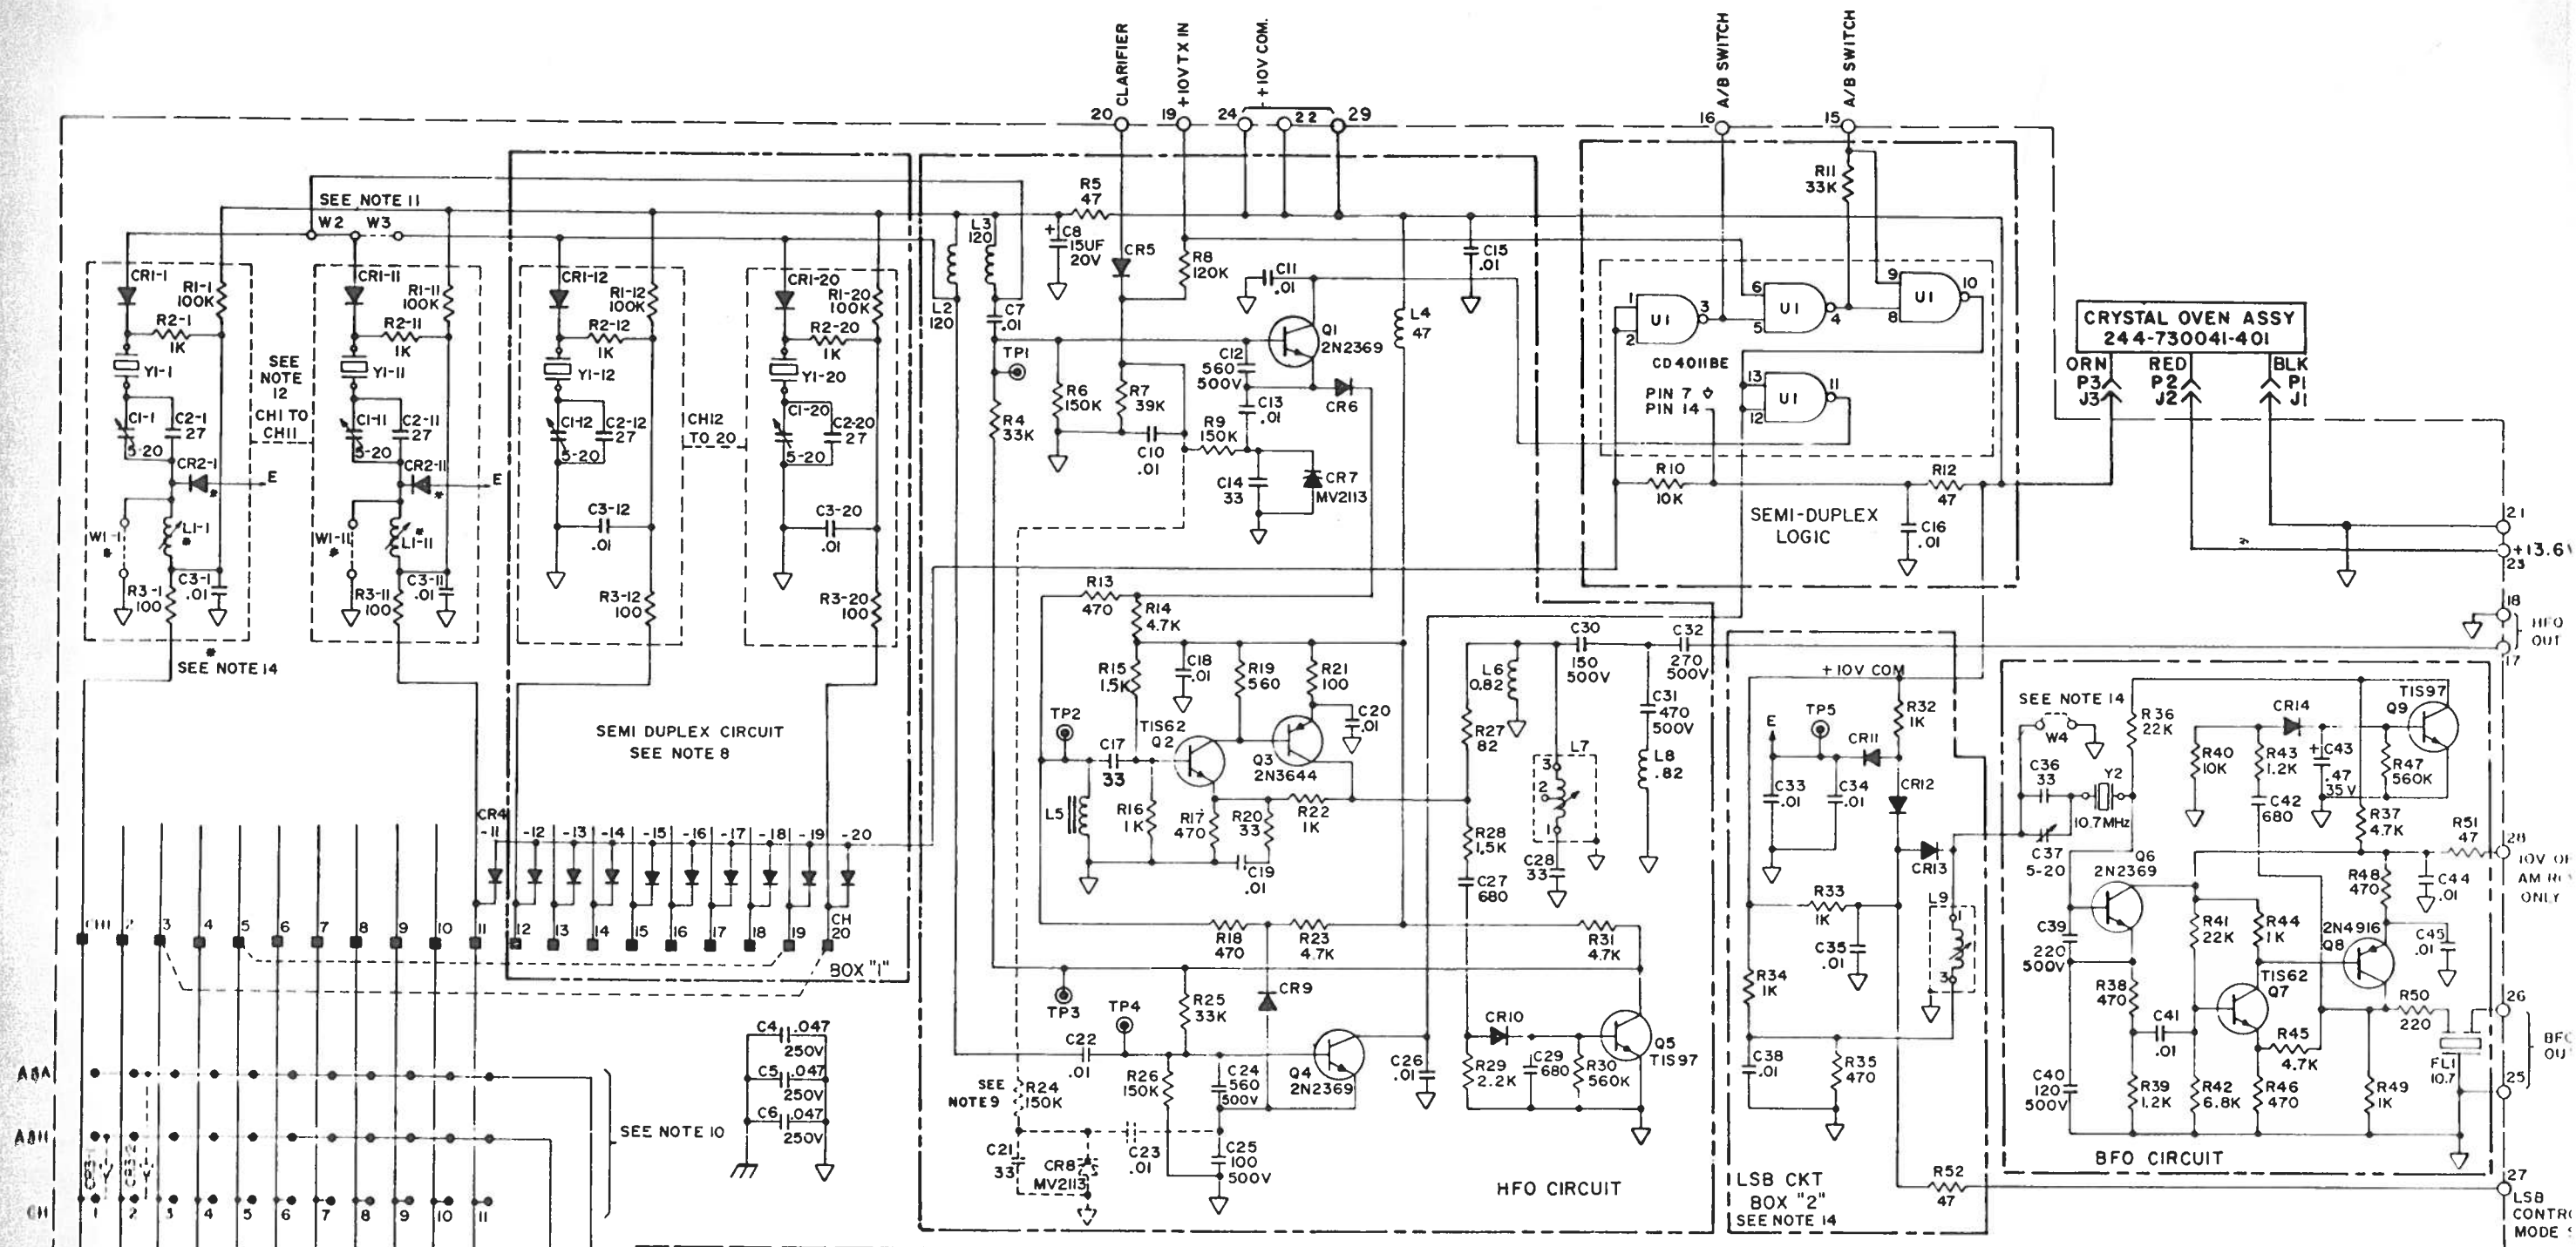 CLARIFIER
+10V TX IN
+10V COM.
A/B SWITCH
A/B SWITCH
20
19
24
22
29
16
15
SEE NOTE 11
W2
W3
CR1-1
R1-1
100K
R2-1
1K
Y1-1
C1-1
5-20
C2-1
27
CR2-1
*
E
W1-1
*
L1-1
*
R3-1
100
C3-1
.01
*
SEE NOTE 14
SEE
NOTE
12
CH1 TO
CH11
CR1-11
R1-11
100K
R2-11
1K
Y1-11
C1-11
5-20
C2-11
27
CR2-11
*
E
W1-11
*
L1-11
*
R3-11
100
C3-11
.01
CR1-12
R1-12
100K
R2-12
1K
Y1-12
C1-12
5-20
C2-12
27
C3-12
.01
R3-12
100
CH12
TO 20
CR1-20
R1-20
100K
R2-20
1K
Y1-20
C1-20
5-20
C2-20
27
C3-20
.01
R3-20
100
SEMI DUPLEX CIRCUIT
SEE NOTE 8
CR4
-11
-12
-13
-14
-15
-16
-17
-18
-19
-20
CH1
2
3
4
5
6
7
8
9
10
11
12
13
14
15
16
17
18
19
CH
20
BOX "1"
A8A
SEE NOTE 10
1
2
3
4
5
6
7
8
9
10
11
C4
.047
250V
C5
.047
250V
C6
.047
250V
R5
47
L3
120
L2
120
C8
+
15UF
20V
C7
.01
CR5
R8
120K
C11
.01
Q1
2N2369
L4
47
C15
.01
TP1
R4
33K
R6
150K
R7
39K
C12
560
500V
C13
.01
CR6
C10
.01
R9
150K
C14
33
CR7
MV2113
R13
470
R14
4.7K
R15
1.5K
C18
.01
R19
560
R21
100
C20
.01
TP2
C17
33
TIS62
Q2
Q3
2N3644
L5
R16
1K
R17
470
R20
33
R22
1K
C19
.01
R18
470
R23
4.7K
R31
4.7K
L6
0.82
C30
150
500V
C32
270
500V
C31
470
500V
L8
.82
R27
82
L7
3
2
1
R28
1.5K
C28
33
C27
680
TP3
TP4
R25
33K
CR9
C22
.01
SEE
NOTE 9
R24
150K
R26
150K
C24
560
500V
Q4
2N2369
C26
.01
CR10
R29
2.2K
C29
680
R30
560K
Q5
TIS97
C21
33
CR8
MV2113
C23
.01
C25
100
500V
HFO CIRCUIT
R11
33K
1
2
U1
3
6
5
U1
4
9
8
U1
10
CD4011BE
PIN 7
PIN 14
13
12
U1
11
R10
10K
R12
47
C16
.01
SEMI-DUPLEX
LOGIC
CRYSTAL OVEN ASSY
244-730041-401
ORN
P3
J3
RED
P2
J2
BLK
P1
J1
21
+13.6
23
18
HFO
OUT
17
+10V COM
E
TP5
CR11
R32
1K
CR12
C33
.01
C34
.01
CR13
R33
1K
C35
.01
L9
1
3
R34
1K
C38
.01
R35
470
R52
47
LSB CKT
BOX "2"
SEE NOTE 14
SEE NOTE 14
W4
C36
33
Y2
10.7MHz
C37
5-20
R36
22K
R40
10K
R43
1.2K
C42
680
CR14
+
C43
.47
35V
R47
560K
TIS97
Q9
R37
4.7K
R51
47
28
AM
ONLY
Q6
2N2369
C39
220
500V
R41
22K
R44
1K
R48
470
C44
.01
2N4916
Q8
C45
.01
R38
470
C41
.01
TIS62
Q7
R45
4.7K
R50
220
FL1
10.7
26
25
C40
120
500V
R39
1.2K
R42
6.8K
R46
470
R49
1K
BFO CIRCUIT
27
LSB
MODE